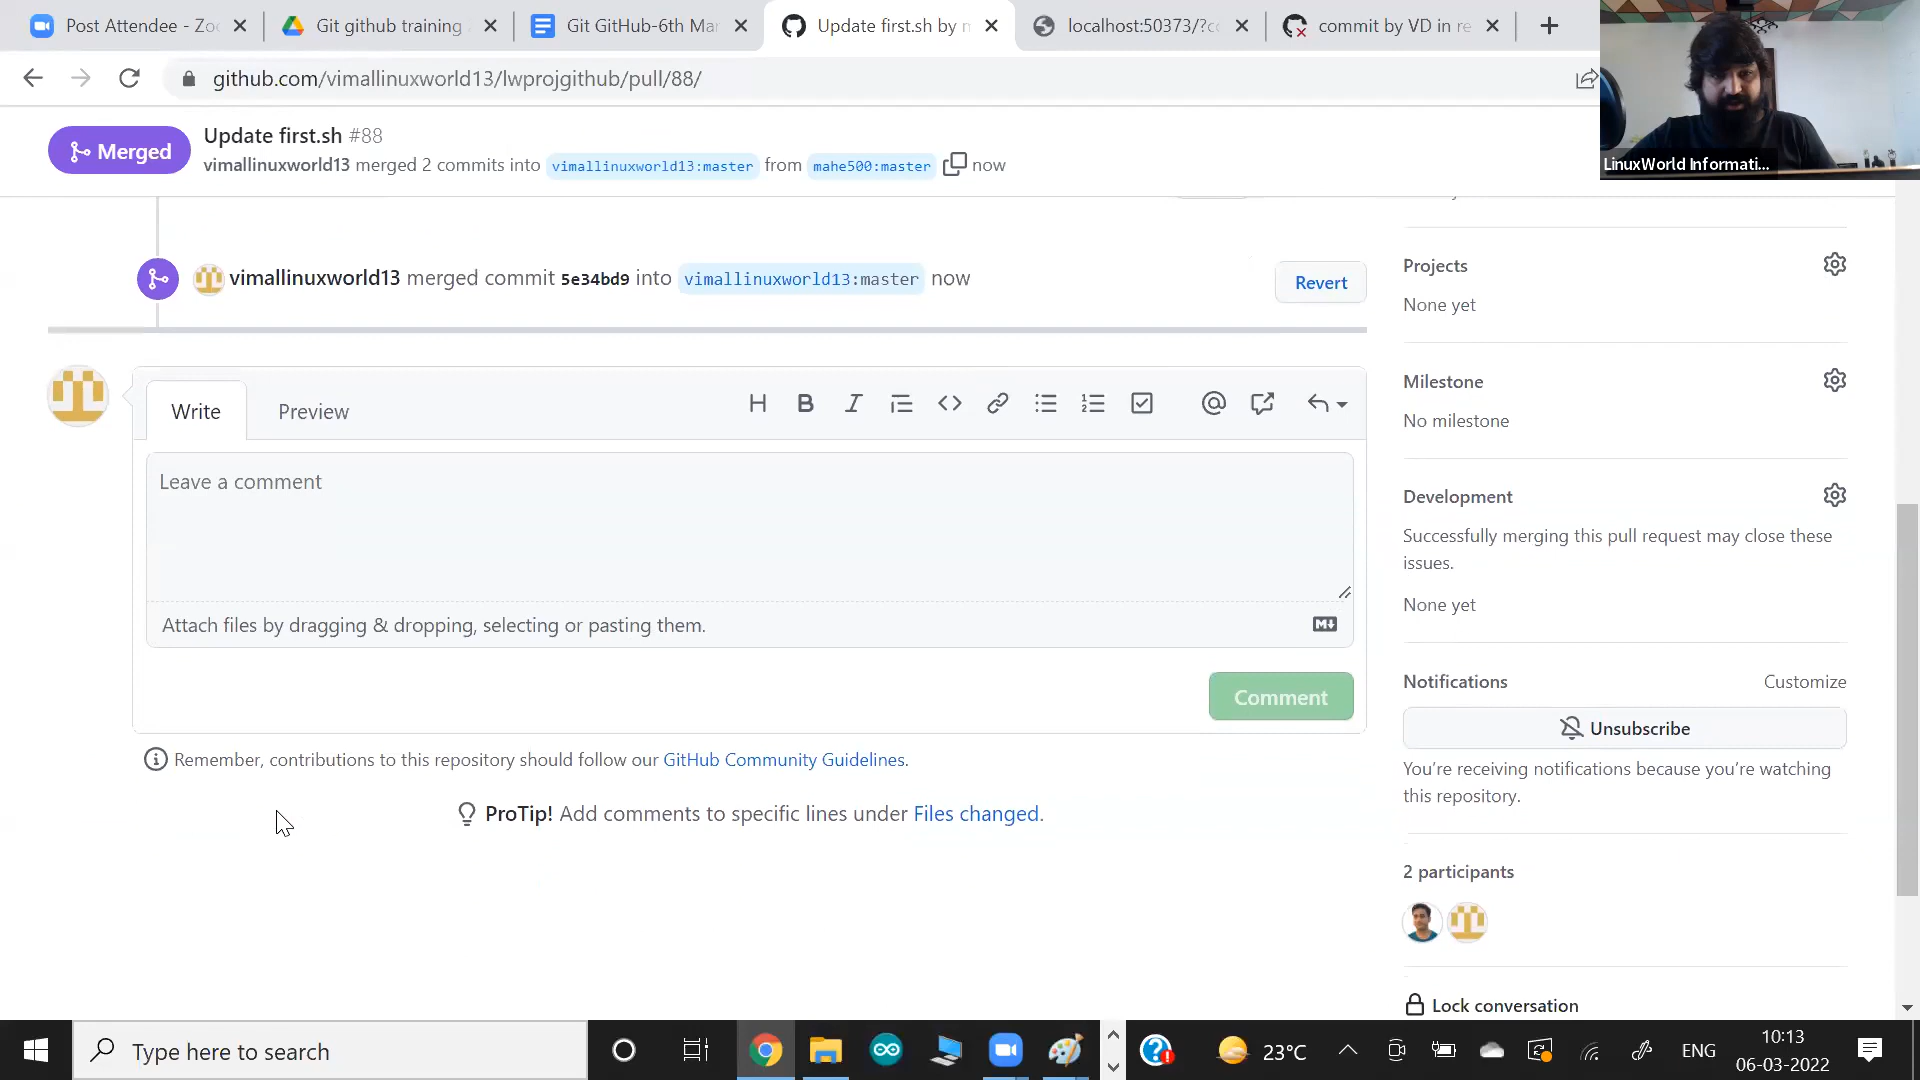 Post Attendee - Zo
Git github training
Git GitHub-6th Mar
Update first.sh by
localhost:50373/?c
commit by VD in re
github.com/vimallinuxworld13/lwprojgithub/pull/88/
LinuxWorld Informati...
Merged
Update first.sh #88
vimallinuxworld13 merged 2 commits into vimallinuxworld13:master from mahe500:master now
vimallinuxworld13 merged commit 5e34bd9 into vimallinuxworld13:master now
Revert
Write
Preview
Leave a comment
Attach files by dragging & dropping, selecting or pasting them.
Comment
Remember, contributions to this repository should follow our GitHub Community Guidelines.
ProTip! Add comments to specific lines under Files changed.
Projects
None yet
Milestone
No milestone
Development
Successfully merging this pull request may close these
issues.
None yet
Notifications
Customize
Unsubscribe
You're receiving notifications because you're watching
this repository.
2 participants
Lock conversation
Type here to search
23°C
ENG
10:13
06-03-2022